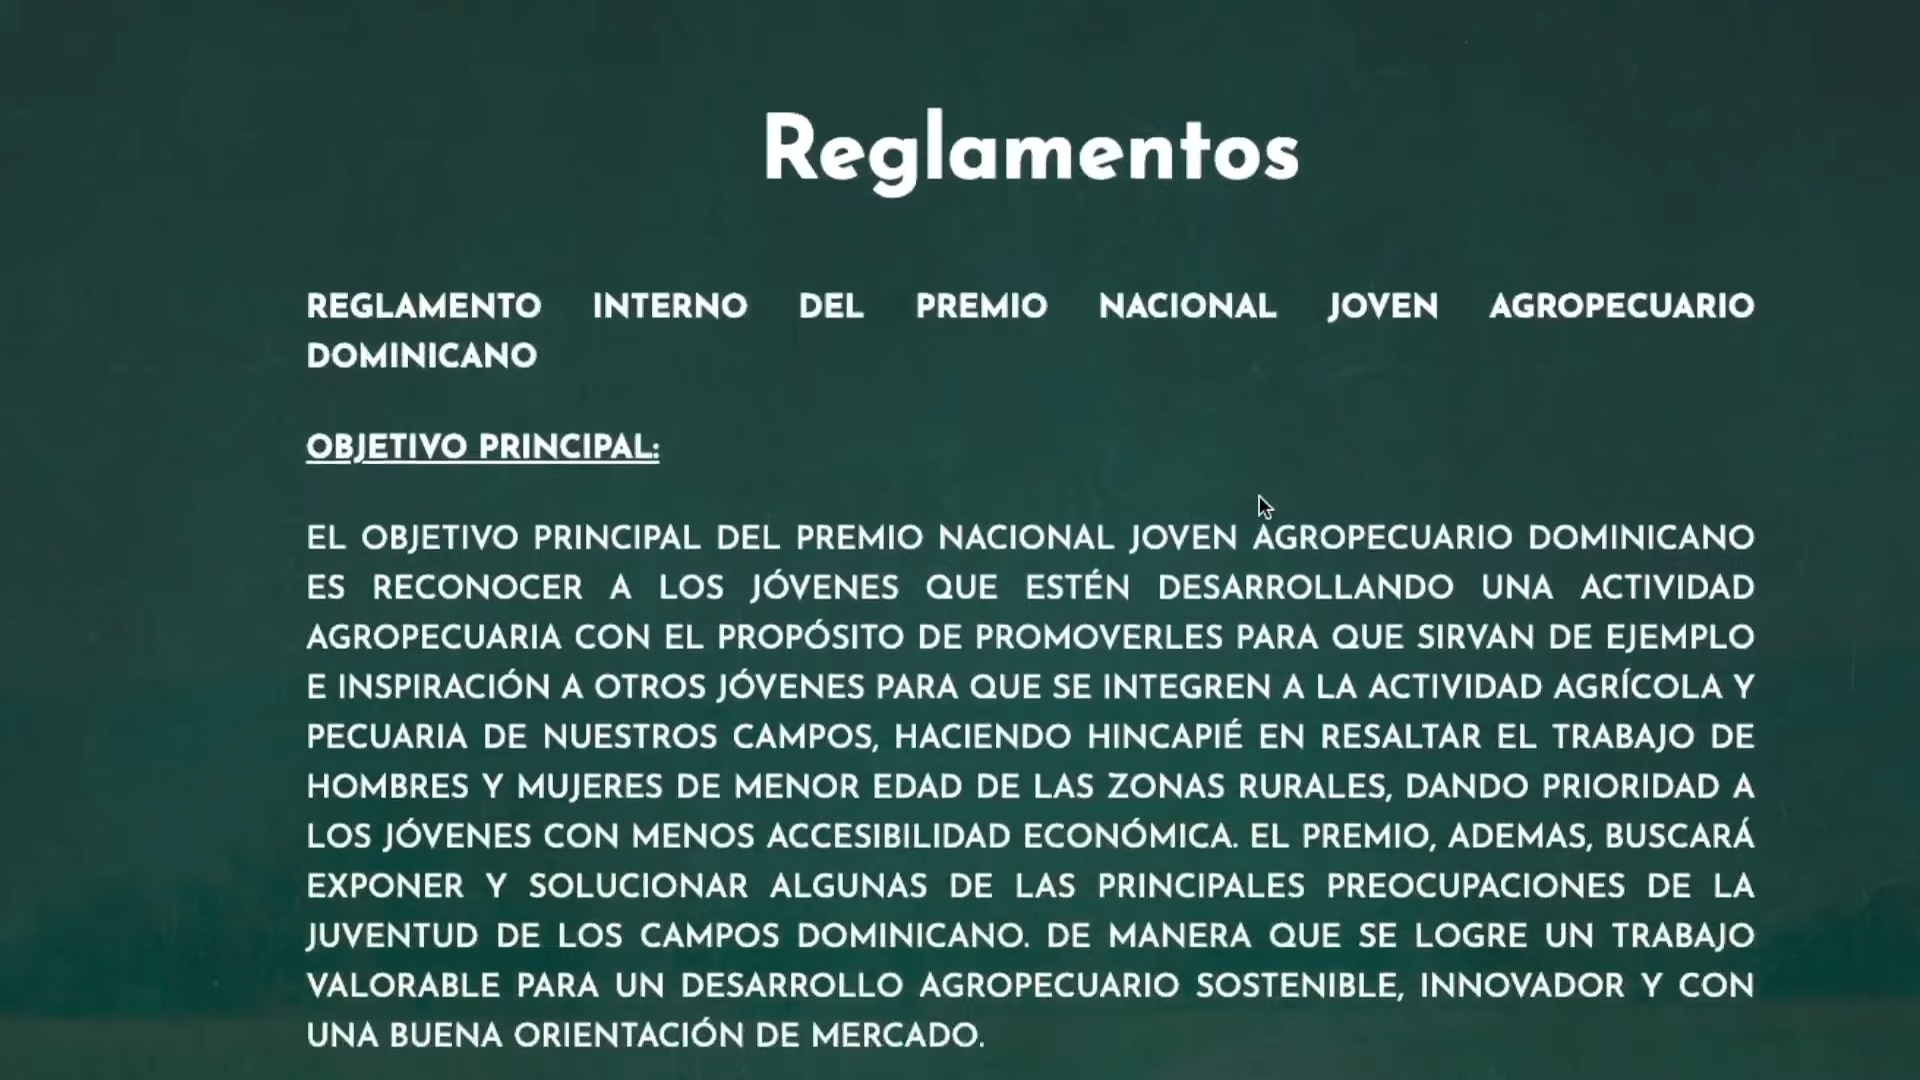 Reglamentos
REGLAMENTO INTERNO DEL PREMIO NACIONAL JOVEN AGROPECUARIO
DOMINICANO
OBJETIVO PRINCIPAL:
EL OBJETIVO PRINCIPAL DEL PREMIO NACIONAL JOVEN AGROPECUARIO DOMINICANO
ES RECONOCER A LOS JÓVENES QUE ESTÉN DESARROLLANDO UNA ACTIVIDAD
AGROPECUARIA CON EL PROPÓSITO DE PROMOVERLES PARA QUE SIRVAN DE EJEMPLO
E INSPIRACIÓN A OTROS JÓVENES PARA QUE SE INTEGREN A LA ACTIVIDAD AGRÍCOLA Y
PECUARIA DE NUESTROS CAMPOS, HACIENDO HINCAPIÉ EN RESALTAR EL TRABAJO DE
HOMBRES Y MUJERES DE MENOR EDAD DE LAS ZONAS RURALES, DANDO PRIORIDAD A
LOS JÓVENES CON MENOS ACCESIBILIDAD ECONÓMICA. EL PREMIO, ADEMAS, BUSCARÁ
EXPONER Y SOLUCIONAR ALGUNAS DE LAS PRINCIPALES PREOCUPACIONES DE LA
JUVENTUD DE LOS CAMPOS DOMINICANO. DE MANERA QUE SE LOGRE UN TRABAJO
VALORABLE PARA UN DESARROLLO AGROPECUARIO SOSTENIBLE, INNOVADOR Y CON
UNA BUENA ORIENTACIÓN DE MERCADO.